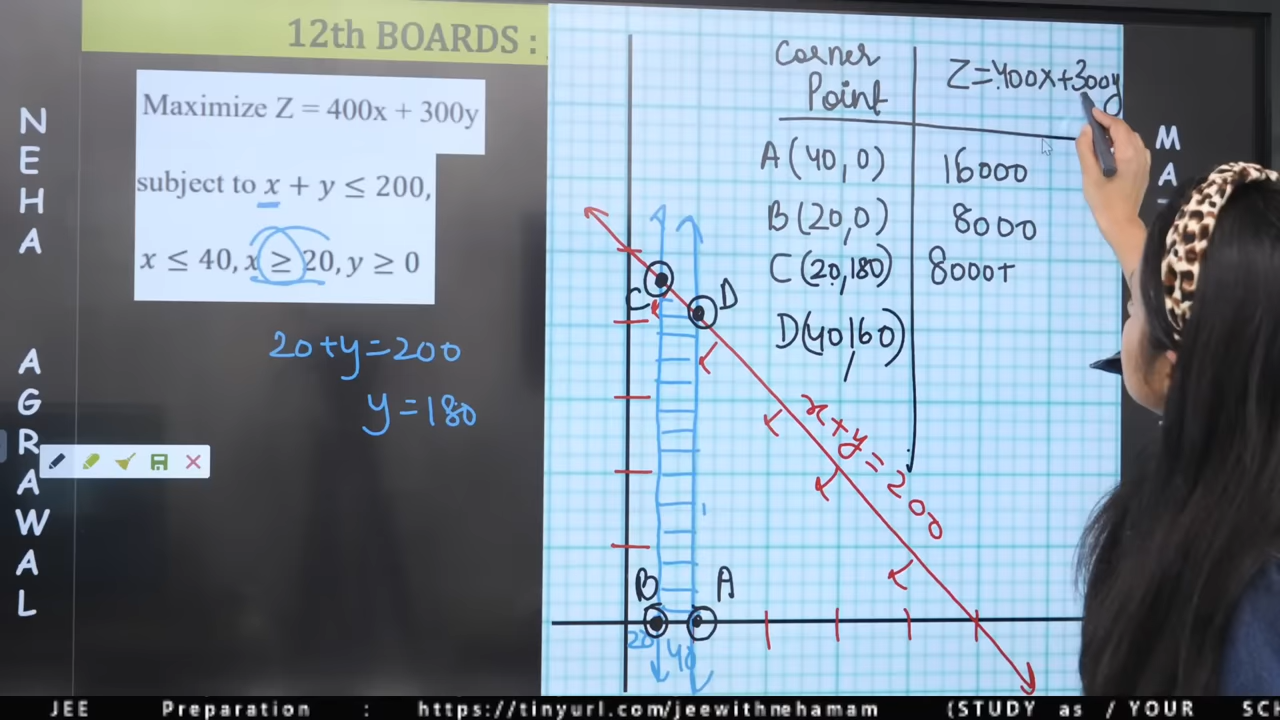 12th BOARDS :
NEHA
AGRAWAL
MA
Maximize Z = 400x + 300y
subject to x + y ≤ 200,
x ≤ 40, x ≥ 20, y ≥ 0
20+y=200
y=180
Corner
Point
Z=400x+300y
A(40,0) 16000
B(20,0) 8000
C(20,180) 8000+
D(40,160)
C
D
x+y=200
B
A
20
40
JEE Preparation : https://tinyurl.com/jeewithnehamam (STUDY as / YOUR SCH